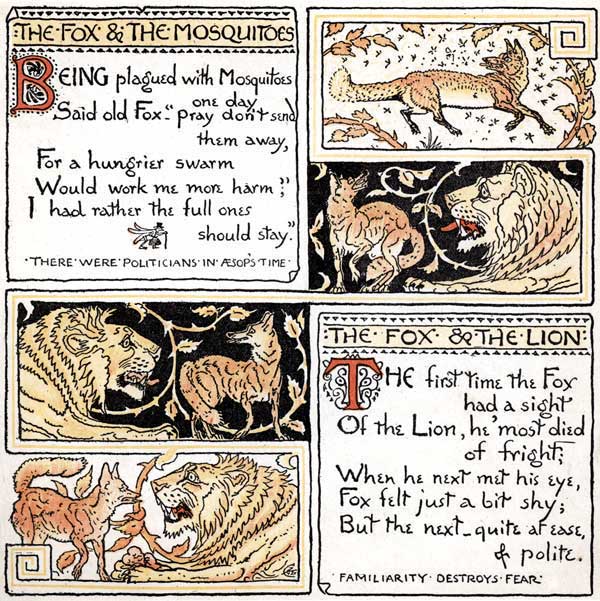 THE·FOX·&·THE·MOSQUITOES
BEING plagued with Mosquitoes
one day,
Said old Fox-"pray don't send
them away,
For a hungrier swarm
Would work me more harm;"
I had rather the full ones
should stay."
·THERE·WERE·POLITICIANS·IN·ÆSOP'S·TIME·
·THE·FOX·&·THE·LION·
THE first time the Fox
had a sight
Of the Lion, he 'most died
of fright;
When he next met his eye,
Fox felt just a bit shy;
But the next-quite at ease,
& polite.
·FAMILIARITY·DESTROYS·FEAR·